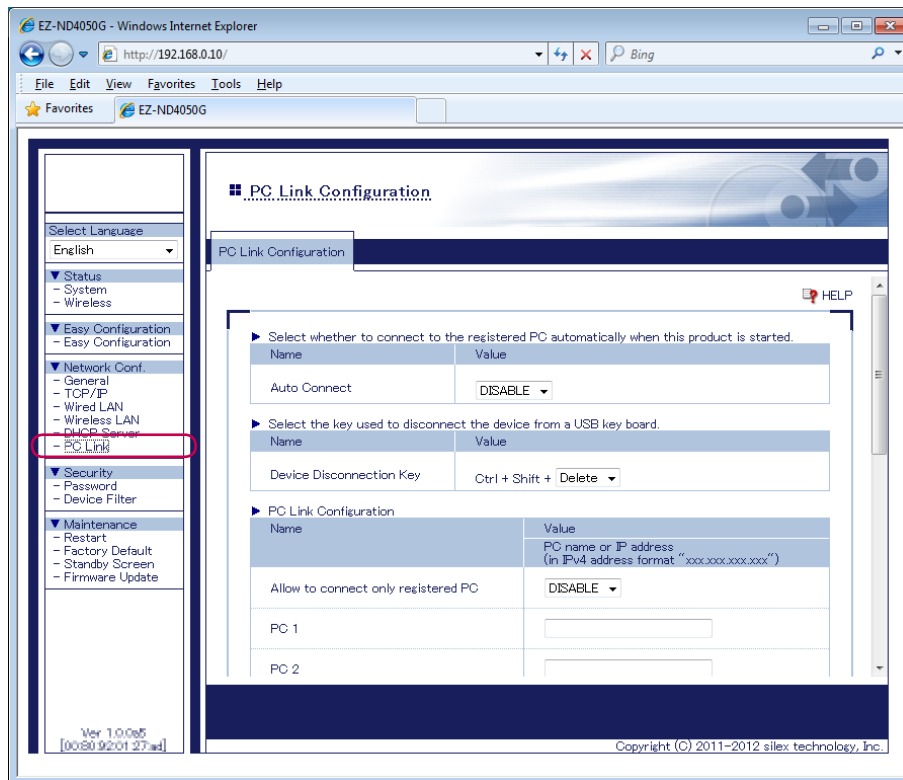 EZ-ND4050G - Windows Internet Explorer
http://192.168.0.10/
Bing
File Edit View Favorites Tools Help
Favorites
EZ-ND4050G
PC Link Configuration
Select Language
English
PC Link Configuration
▼ Status
- System
- Wireless
▼ Easy Configuration
- Easy Configuration
▼ Network Conf.
- General
- TCP/IP
- Wired LAN
- Wireless LAN
- DHCP Server
- PC Link
▼ Security
- Password
- Device Filter
▼ Maintenance
- Restart
- Factory Default
- Standby Screen
- Firmware Update
HELP
Select whether to connect to the registered PC automatically when this product is started.
Name Value
Auto Connect DISABLE
Select the key used to disconnect the device from a USB key board.
Name Value
Device Disconnection Key Ctrl + Shift + Delete
PC Link Configuration
Name Value
PC name or IP address
(in IPv4 address format "xxx.xxx.xxx.xxx")
Allow to connect only registered PC DISABLE
PC 1
PC 2
Ver 1.0.0a5
[00:80:92:01:27:ad]
Copyright (C) 2011-2012 silex technology, Inc.